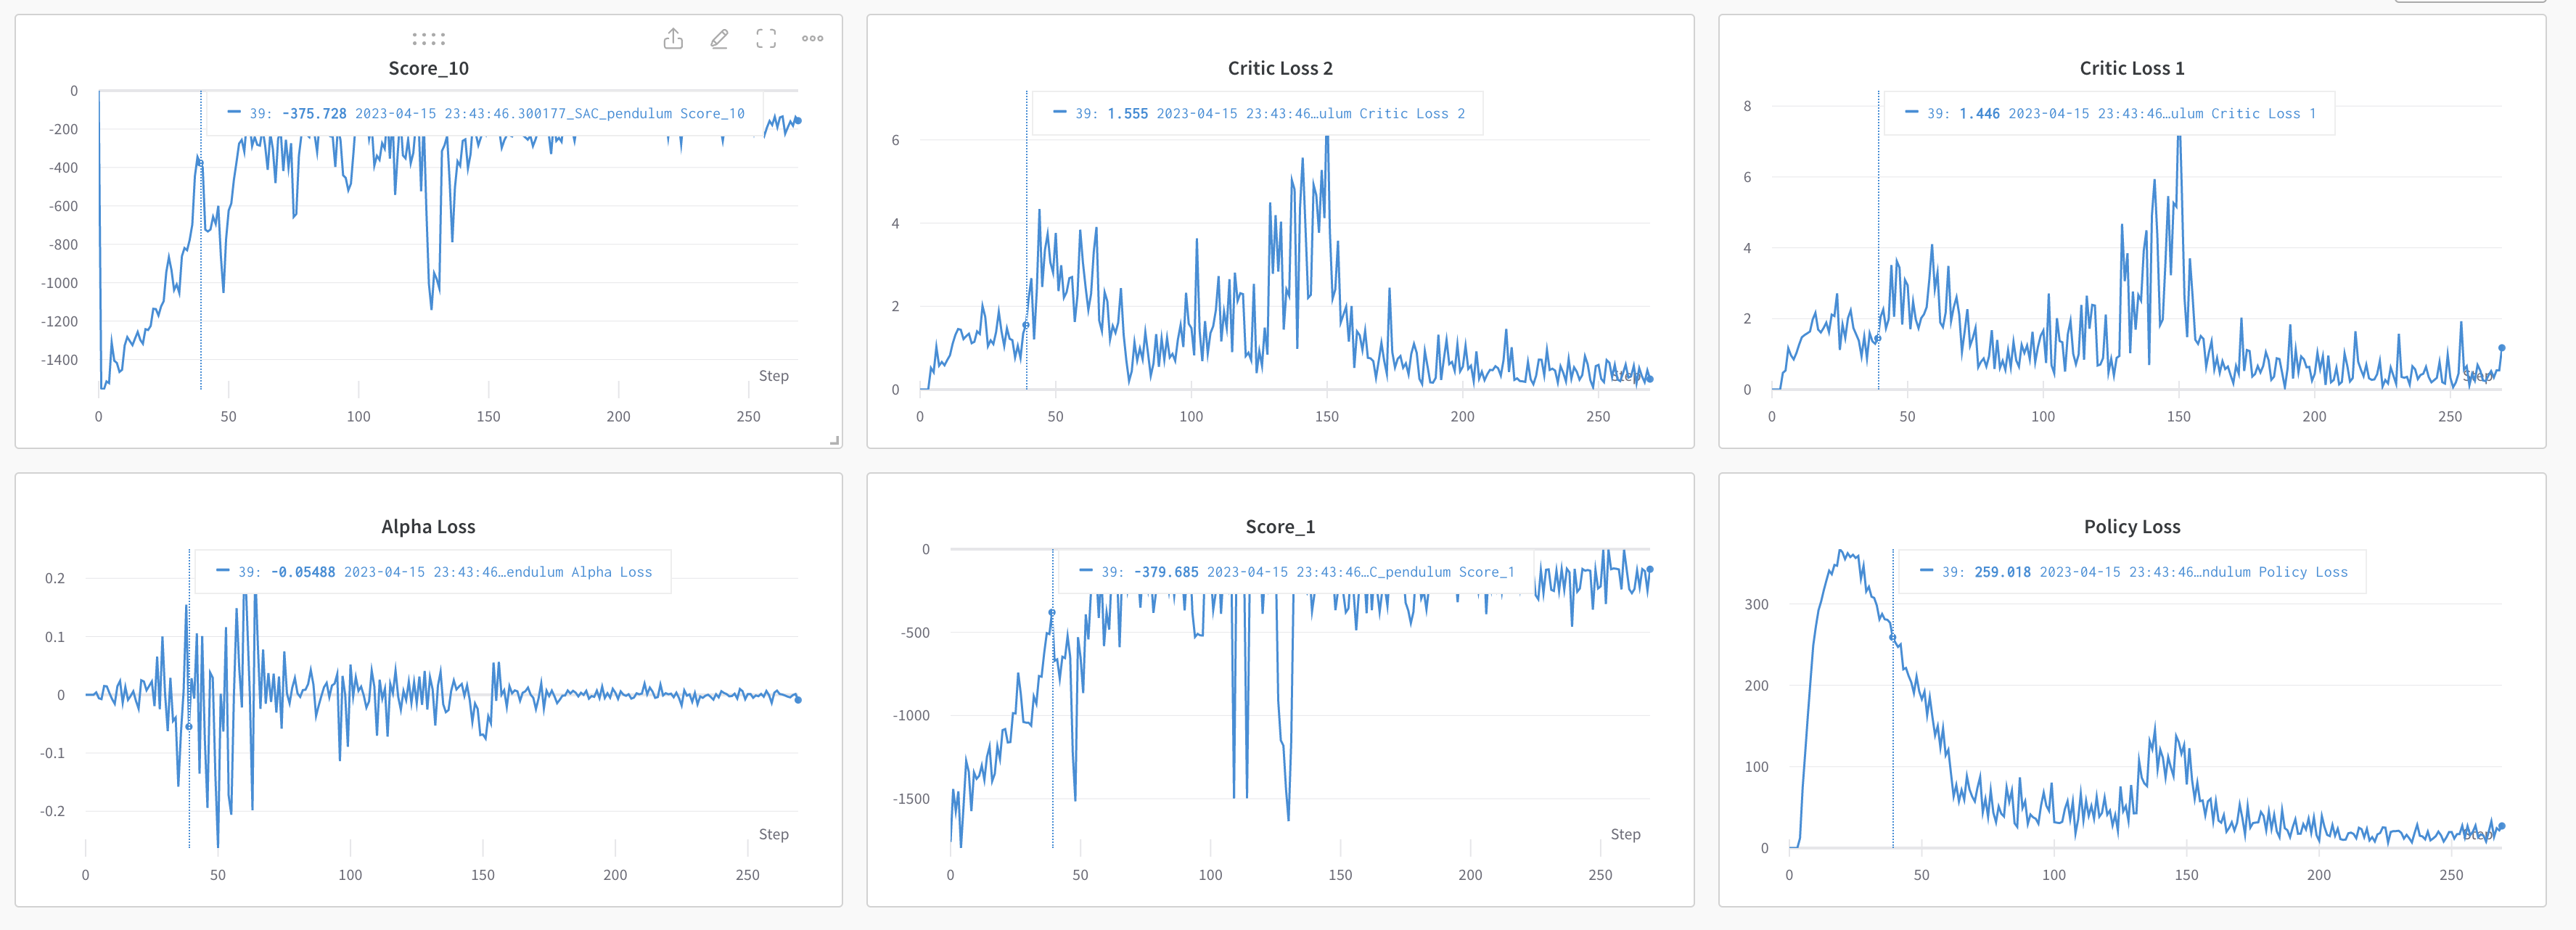 Score_10
0
39: -375.728 2023-04-15 23:43:46.300177_SAC_pendulum Score_10
-200
-400
-600
-800
-1000
-1200
-1400
Step
0 50 100 150 200 250
Critic Loss 2
39: 1.555 2023-04-15 23:43:46…ulum Critic Loss 2
6
4
2
0
Step
0 50 100 150 200 250
Critic Loss 1
8
39: 1.446 2023-04-15 23:43:46…ulum Critic Loss 1
6
4
2
0
Step
0 50 100 150 200 250
Alpha Loss
39: -0.05488 2023-04-15 23:43:46…endulum Alpha Loss
0.2
0.1
0
-0.1
-0.2
Step
0 50 100 150 200 250
Score_1
0
39: -379.685 2023-04-15 23:43:46…C_pendulum Score_1
-500
-1000
-1500
Step
0 50 100 150 200 250
Policy Loss
39: 259.018 2023-04-15 23:43:46…ndulum Policy Loss
300
200
100
0
Step
0 50 100 150 200 250